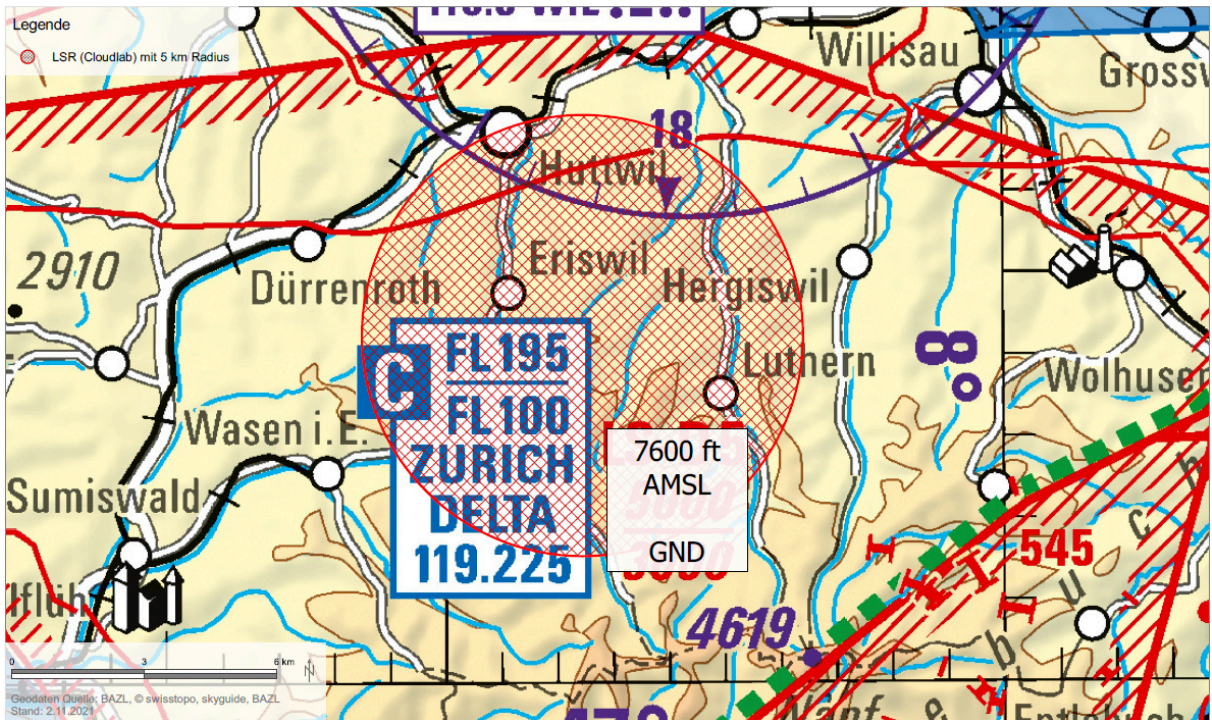 Legende
LSR (Cloudlab) mit 5 km Radius
Willisau
18
Huttwil
2910
Eriswil
Dürrenroth
Hergiswil
FL 195
C
FL 100
ZURICH
DELTA
119.225
Luthern
8
Wasen i.E.
Sumiswald
7600 ft
AMSL
GND
545
4619
0 3 6 km
N
Geodaten Quelle: BAZL, © swisstopo, skyguide, BAZL
Stand: 2.11.2021